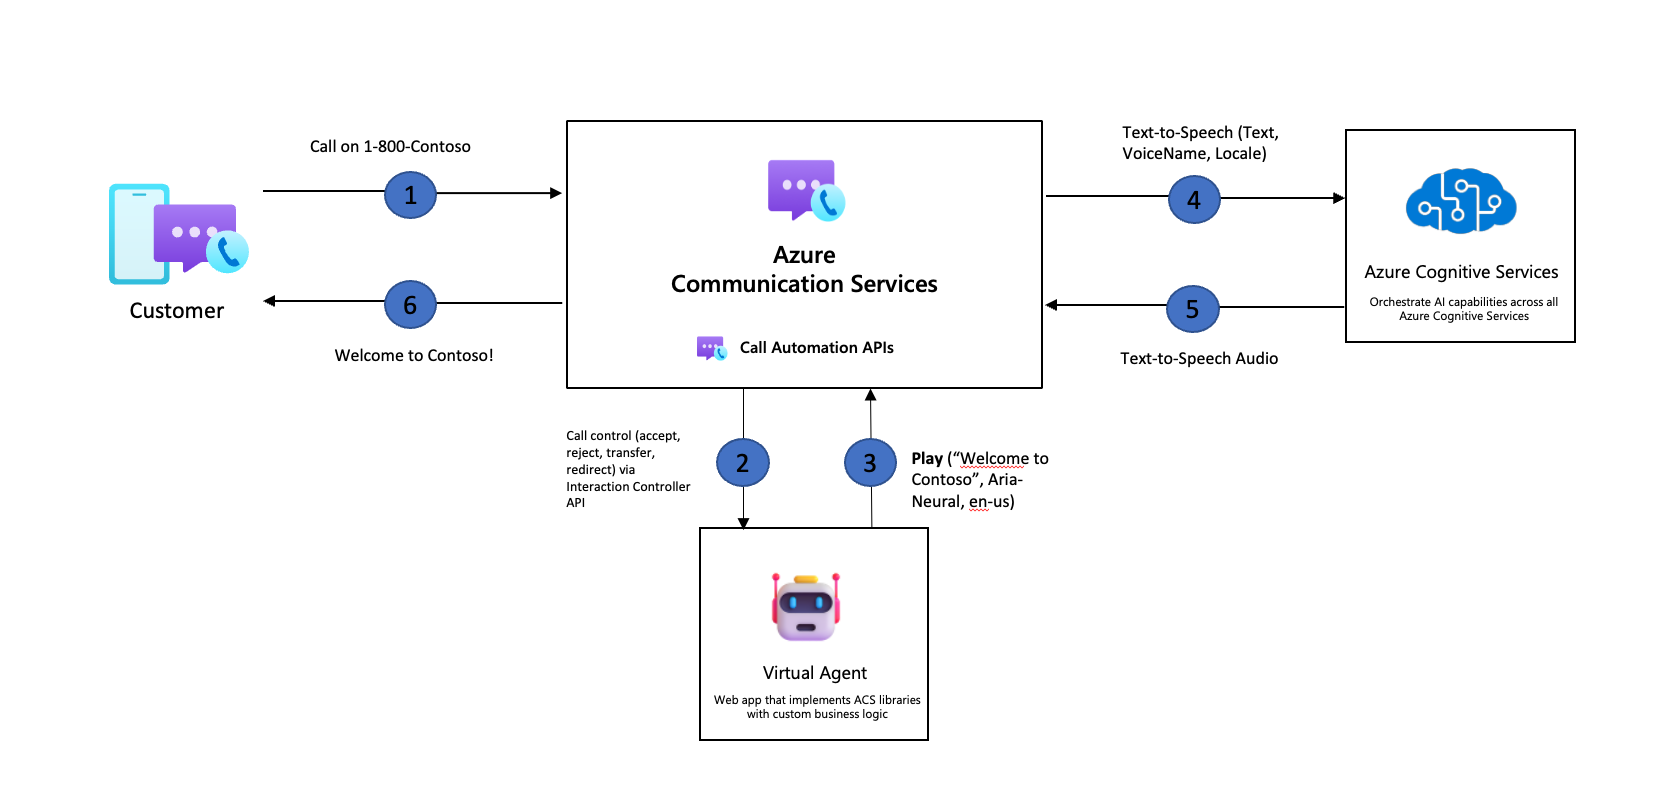 Call on 1-800-Contoso
1
Customer
6
Welcome to Contoso!
Azure
Communication Services
Call Automation APIs
Text-to-Speech (Text,
VoiceName, Locale)
4
5
Text-to-Speech Audio
Azure Cognitive Services
Orchestrate AI capabilities across all
Azure Cognitive Services
Call control (accept,
reject, transfer,
redirect) via
Interaction Controller
API
2
3
Play (“Welcome to
Contoso”, Aria-
Neural, en-us)
Virtual Agent
Web app that implements ACS libraries
with custom business logic